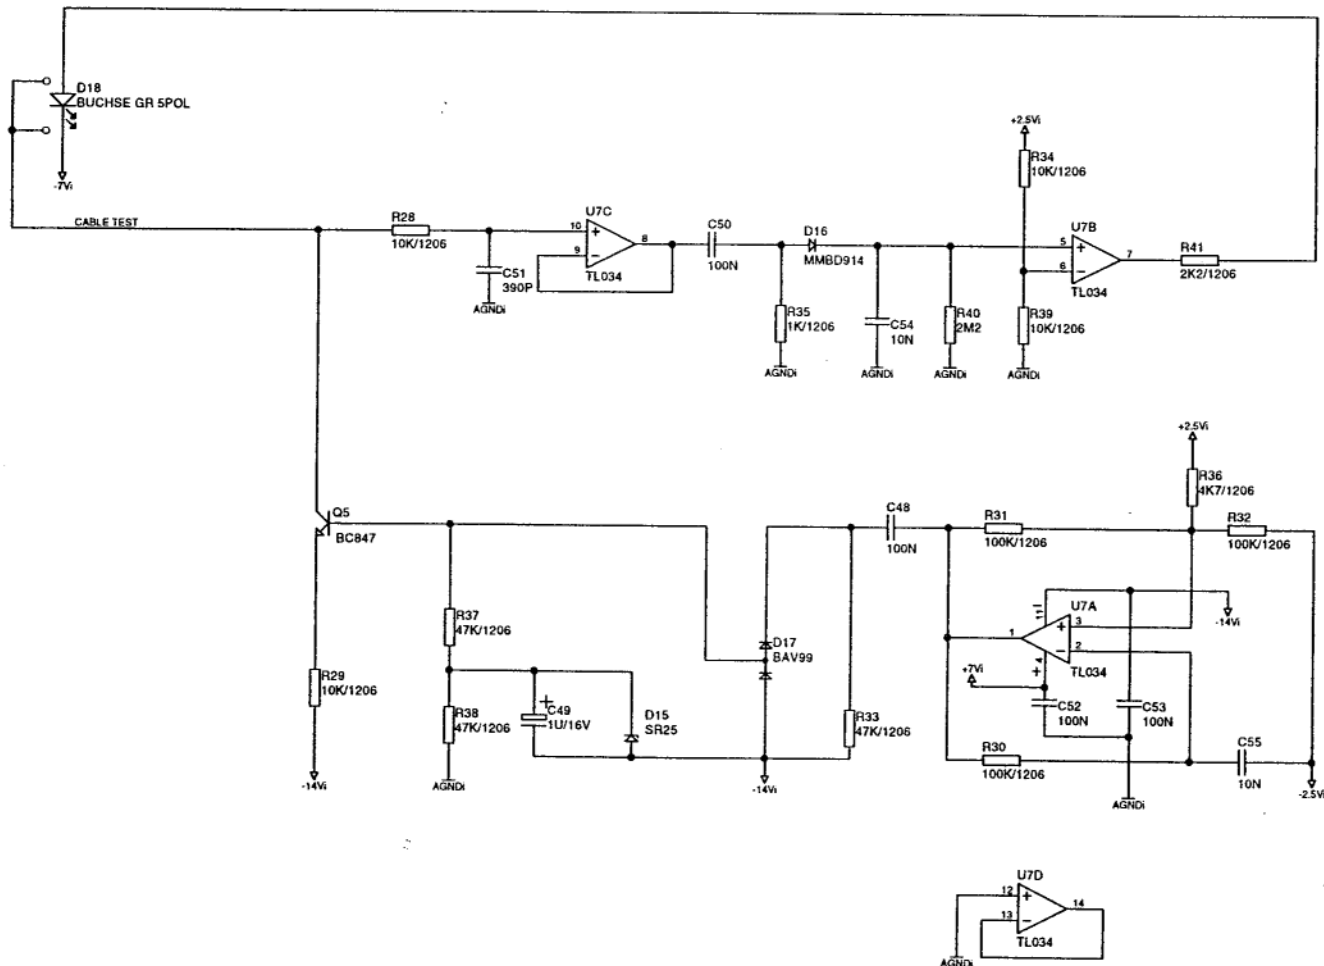 D18
BUCHSE GR 5POL
-7Vi
CABLE TEST
R28
10K/1206
C51
390P
AGNDi
U7C
10
9
8
+
-
TL034
C50
100N
R35
1K/1206
AGNDi
D16
MMBD914
C54
10N
AGNDi
R40
2M2
AGNDi
+2.5Vi
R34
10K/1206
R39
10K/1206
AGNDi
U7B
5
6
7
+
-
TL034
R41
2K2/1206
Q5
BC847
R29
10K/1206
-14Vi
R37
47K/1206
R38
47K/1206
AGNDi
+
C49
1U/16V
D15
SR25
D17
BAV99
-14Vi
R33
47K/1206
C48
100N
R31
100K/1206
+2.5Vi
R36
4K7/1206
R32
100K/1206
U7A
11
-
1
3
2
+
-
4
+
TL034
-14Vi
+7Vi
C52
100N
C53
100N
AGNDi
R30
100K/1206
C55
10N
-2.5Vi
U7D
12
13
14
+
-
TL034
AGNDi